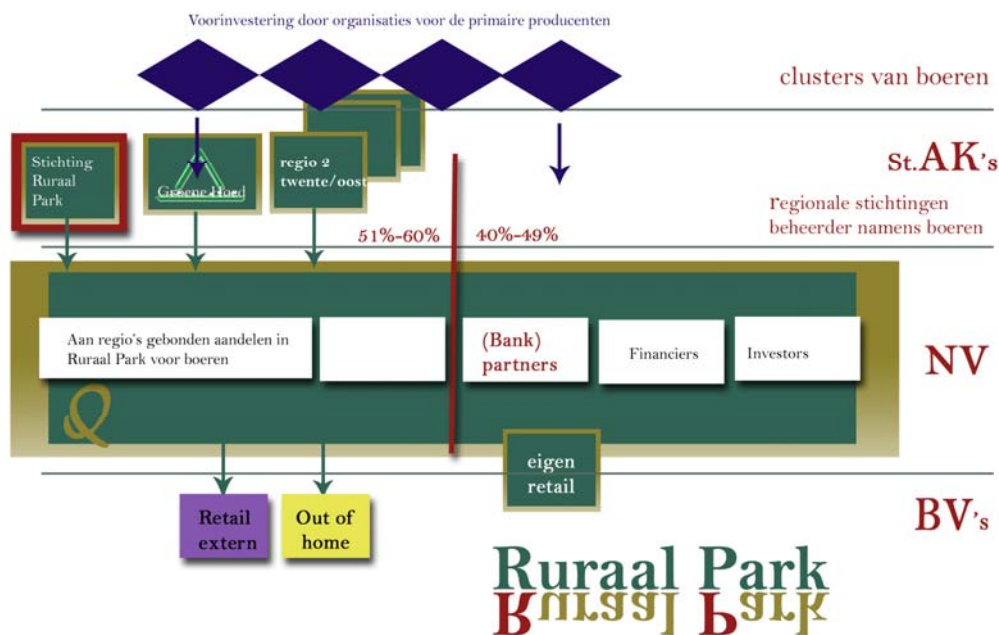 Voorinvestering door organisaties voor de primaire producenten
clusters van boeren
Stichting
Ruraal
Park
Groene Hoed
regio 2
twente/oost
St.AK's
regionale stichtingen
beheerder namens boeren
51%-60%
40%-49%
Aan regio's gebonden aandelen in
Ruraal Park voor boeren
(Bank)
partners
Financiers
Investors
NV
Q
eigen
retail
Retail
extern
Out of
home
BV's
Ruraal Park
Ruraal Park